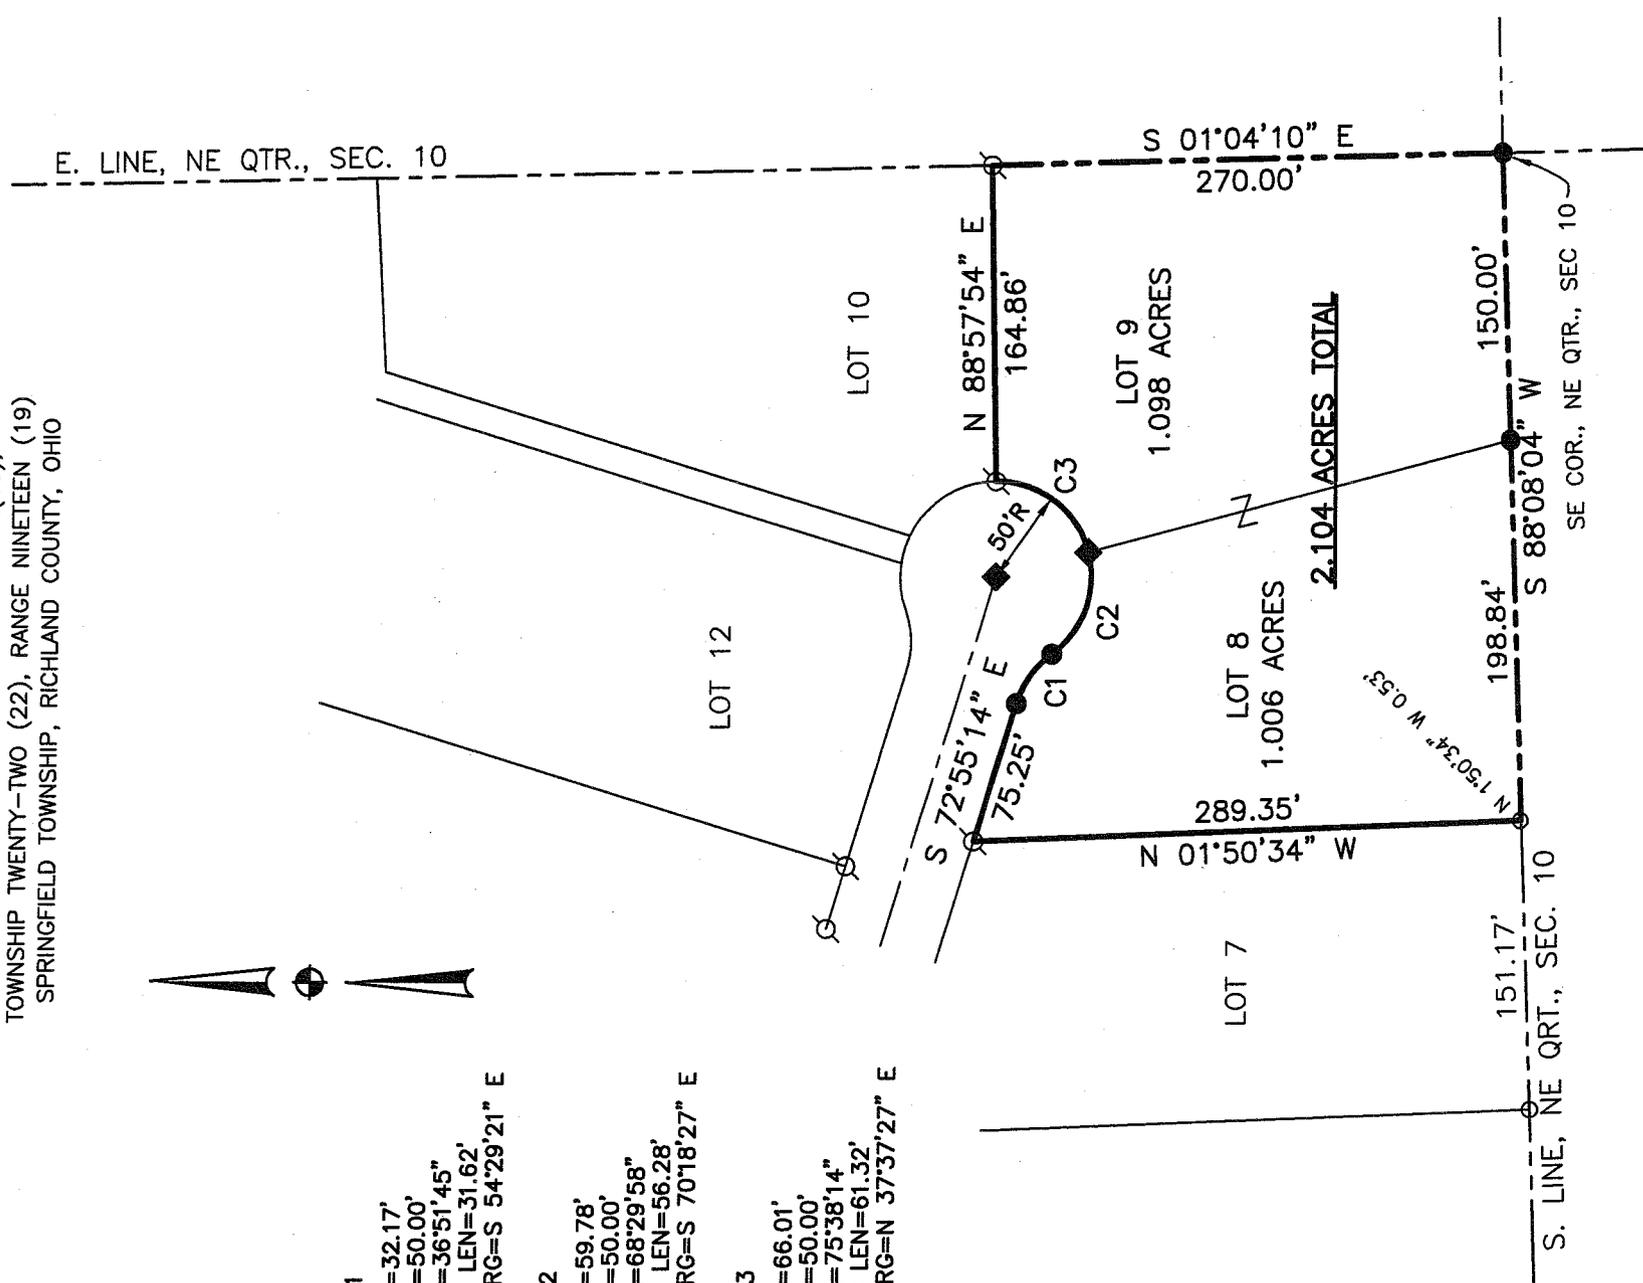 TOWNSHIP TWENTY-TWO (22), RANGE NINETEEN (19)
SPRINGFIELD TOWNSHIP, RICHLAND COUNTY, OHIO
E. LINE, NE QTR., SEC. 10
S 01°04'10" E
270.00'
LOT 10
N 88°57'54" E
164.86'
LOT 9
1.098 ACRES
2.104 ACRES TOTAL
150.00'
S 88°08'04" W
SE COR., NE QTR., SEC 10
C3
50'R
C2
C1
LOT 12
S 72°55'14" E
75.25'
LOT 8
1.006 ACRES
198.84'
N 1°50'34" W 0.53'
289.35'
N 01°50'34" W
LOT 7
151.17'
S. LINE, NE QRT., SEC. 10
1
=32.17'
=50.00'
=36°51'45"
LEN=31.62'
RG=S 54°29'21" E
2
=59.78'
=50.00'
=68°29'58"
LEN=56.28'
RG=S 70°18'27" E
3
=66.01'
=50.00'
=75°38'14"
LEN=61.32'
RG=N 37°37'27" E